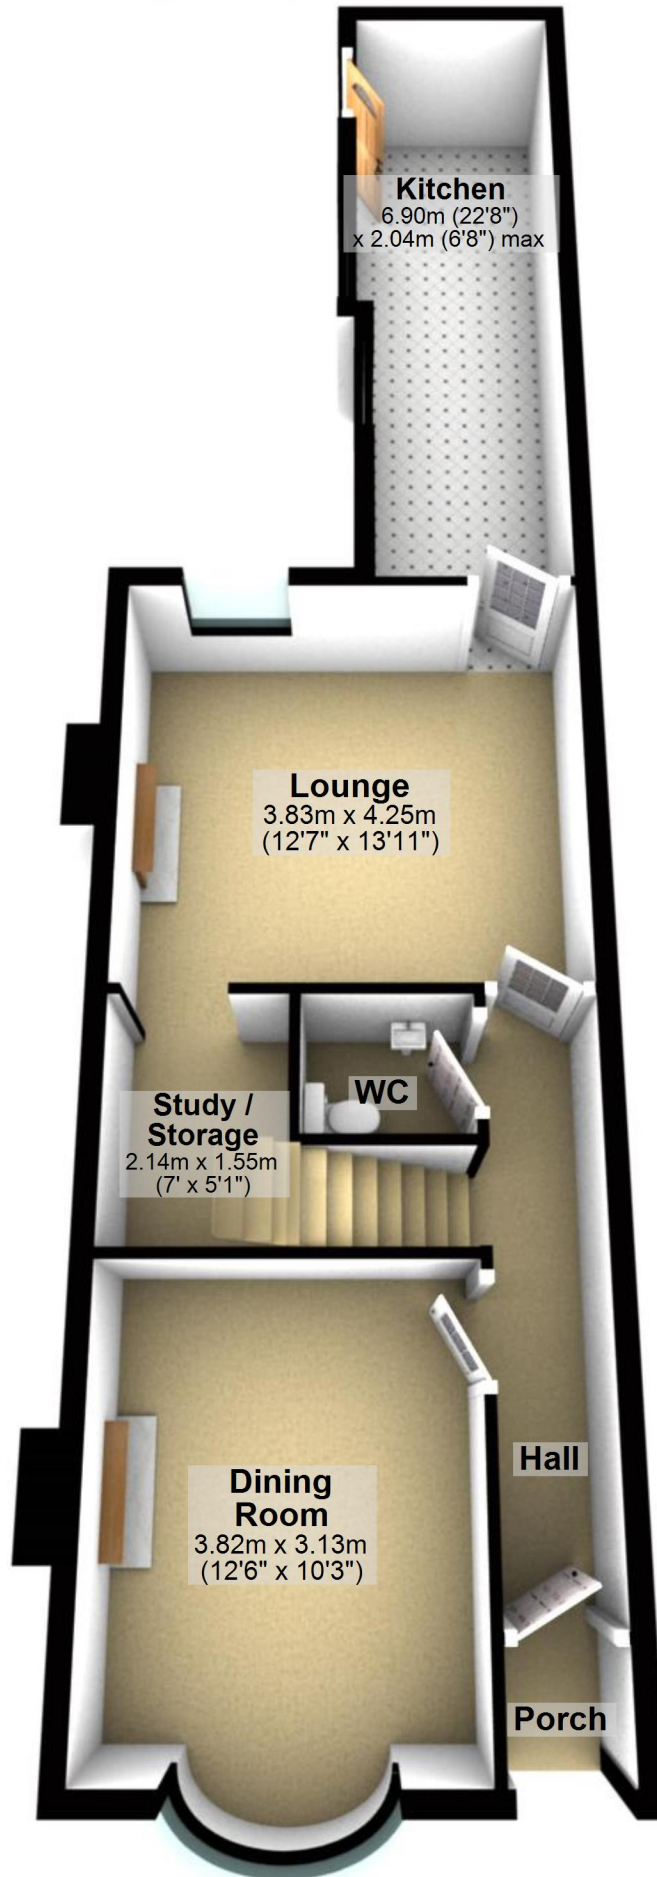 Kitchen
6.90m (22'8")
x 2.04m (6'8") max
Lounge
3.83m x 4.25m
(12'7" x 13'11")
WC
Study /
Storage
2.14m x 1.55m
(7' x 5'1")
Hall
Dining
Room
3.82m x 3.13m
(12'6" x 10'3")
Porch